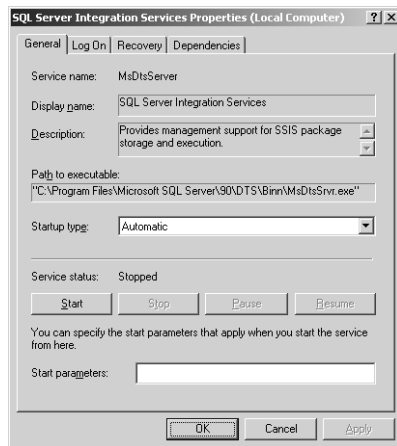 SQL Server Integration Services Properties (Local Computer)
General Log On Recovery Dependencies
Service name: MsDtsServer
Display name: SQL Server Integration Services
Description: Provides management support for SSIS package
storage and execution.
Path to executable:
"C:\Program Files\Microsoft SQL Server\90\DTS\Binn\MsDtsSrvr.exe"
Startup type: Automatic
Service status: Stopped
Start Stop Pause Resume
You can specify the start parameters that apply when you start the service
from here.
Start parameters:
OK Cancel Apply